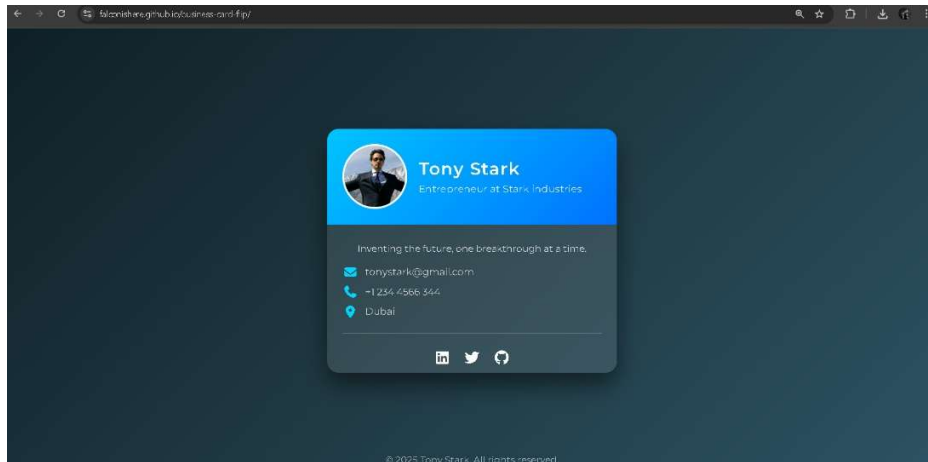 falconishere.github.io/business-card-flip/
Tony Stark
Entrepreneur at Stark Industries
Inventing the future, one breakthrough at a time.
tonystark@gmail.com
+1 234 4566 344
Dubai
in
© 2025 Tony Stark. All rights reserved.